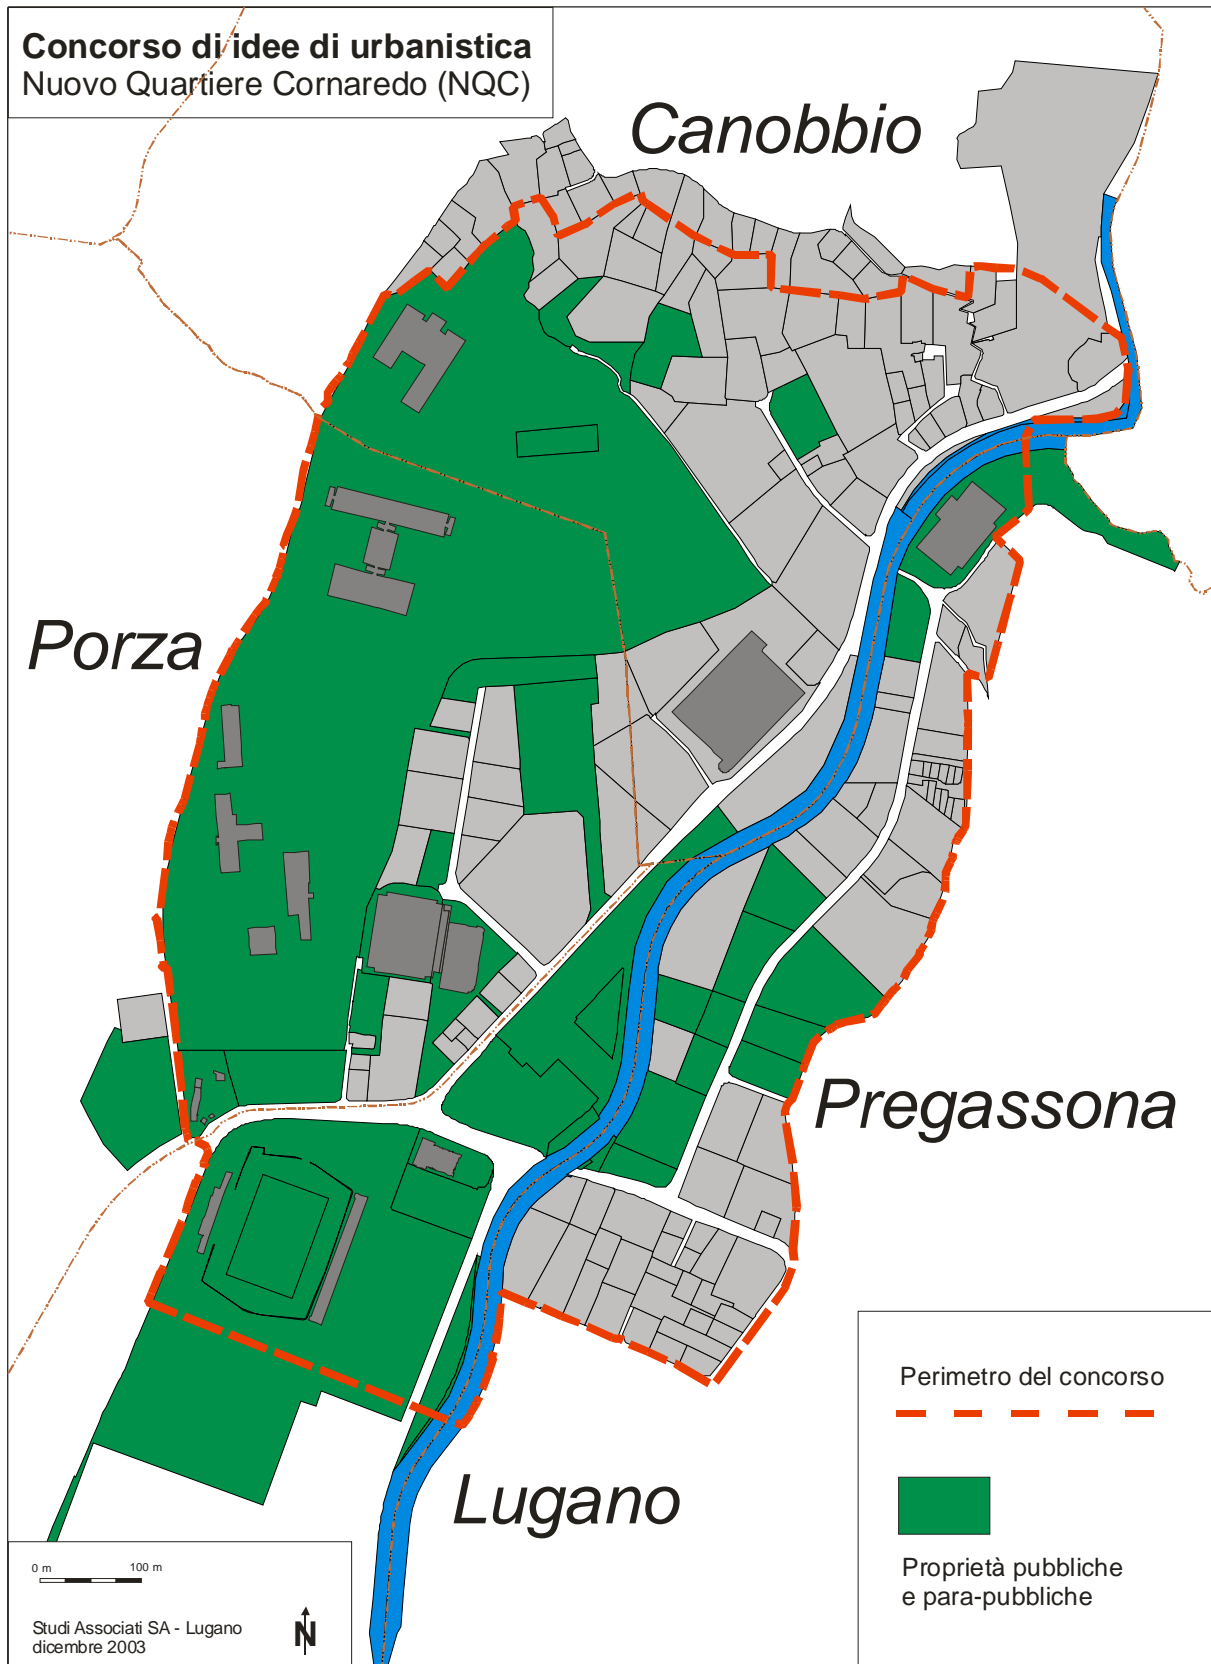 Concorso di idee di urbanistica
Nuovo Quartiere Cornaredo (NQC)
Canobbio
Porza
Pregassona
Lugano
Perimetro del concorso
Proprietà pubbliche
e para-pubbliche
0 m 100 m
Studi Associati SA - Lugano
dicembre 2003
N